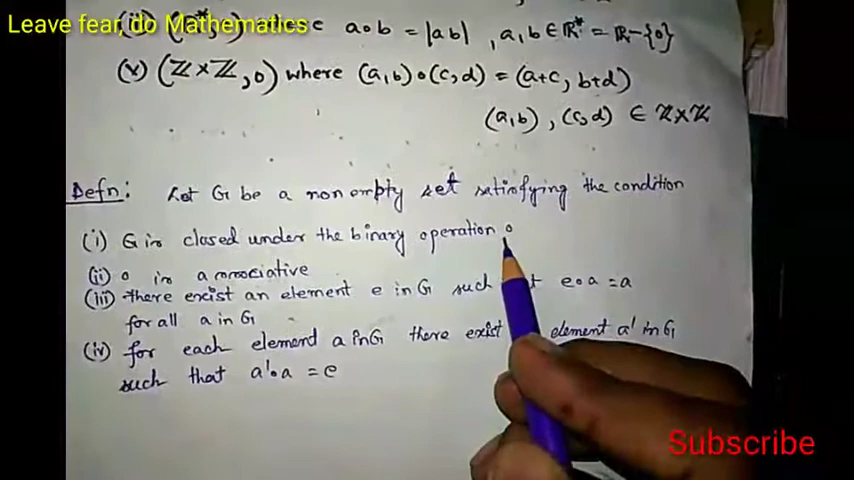 Leave fear, do Mathematics
where a∘b = |ab| , a,b ∈ ℝ* = ℝ-{0}
(v) (ℤ×ℤ,∘) where (a,b)∘(c,d) = (a+c, b+d)
(a,b), (c,d) ∈ ℤ×ℤ
Defn: Let G be a nonempty set satisfying the condition
(i) G is closed under the binary operation ∘
(ii) ∘ is associative
(iii) there exist an element e in G such e∘a = a
for all a in G
(iv) for each element a in G there exist element a' in G
such that a'∘a = e
Subscribe